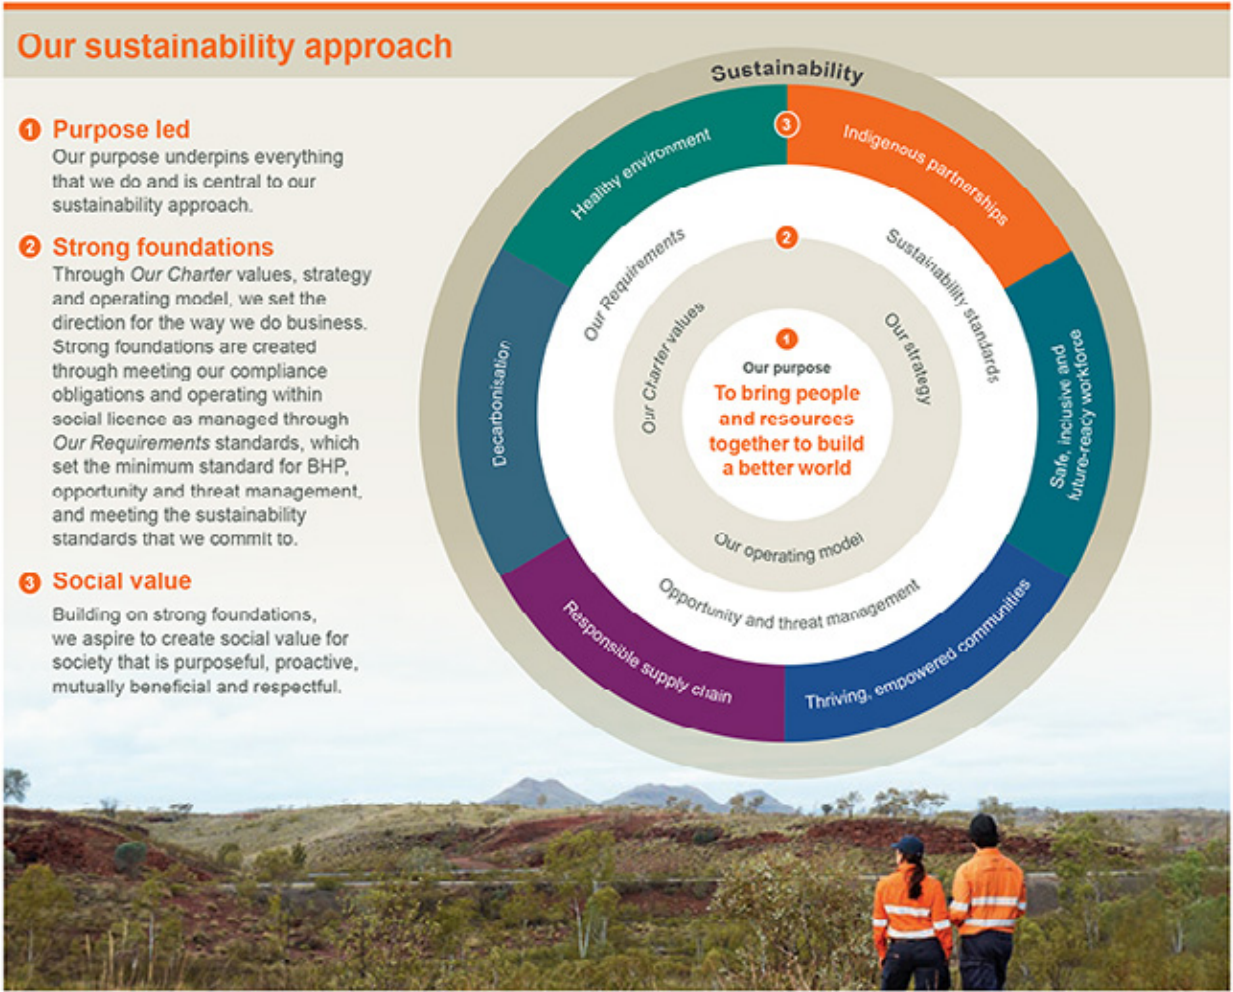 Our sustainability approach
1 Purpose led
Our purpose underpins everything
that we do and is central to our
sustainability approach.
2 Strong foundations
Through Our Charter values, strategy
and operating model, we set the
direction for the way we do business.
Strong foundations are created
through meeting our compliance
obligations and operating within
social licence as managed through
Our Requirements standards, which
set the minimum standard for BHP,
opportunity and threat management,
and meeting the sustainability
standards that we commit to.
3 Social value
Building on strong foundations,
we aspire to create social value for
society that is purposeful, proactive,
mutually beneficial and respectful.
Sustainability
3
Healthy environment
Indigenous partnerships
Safe, inclusive and
future-ready workforce
Thriving, empowered communities
Responsible supply chain
Decarbonisation
2
Our Requirements
Sustainability standards
Opportunity and threat management
Our Charter values
Our strategy
Our operating model
1
Our purpose
To bring people
and resources
together to build
a better world